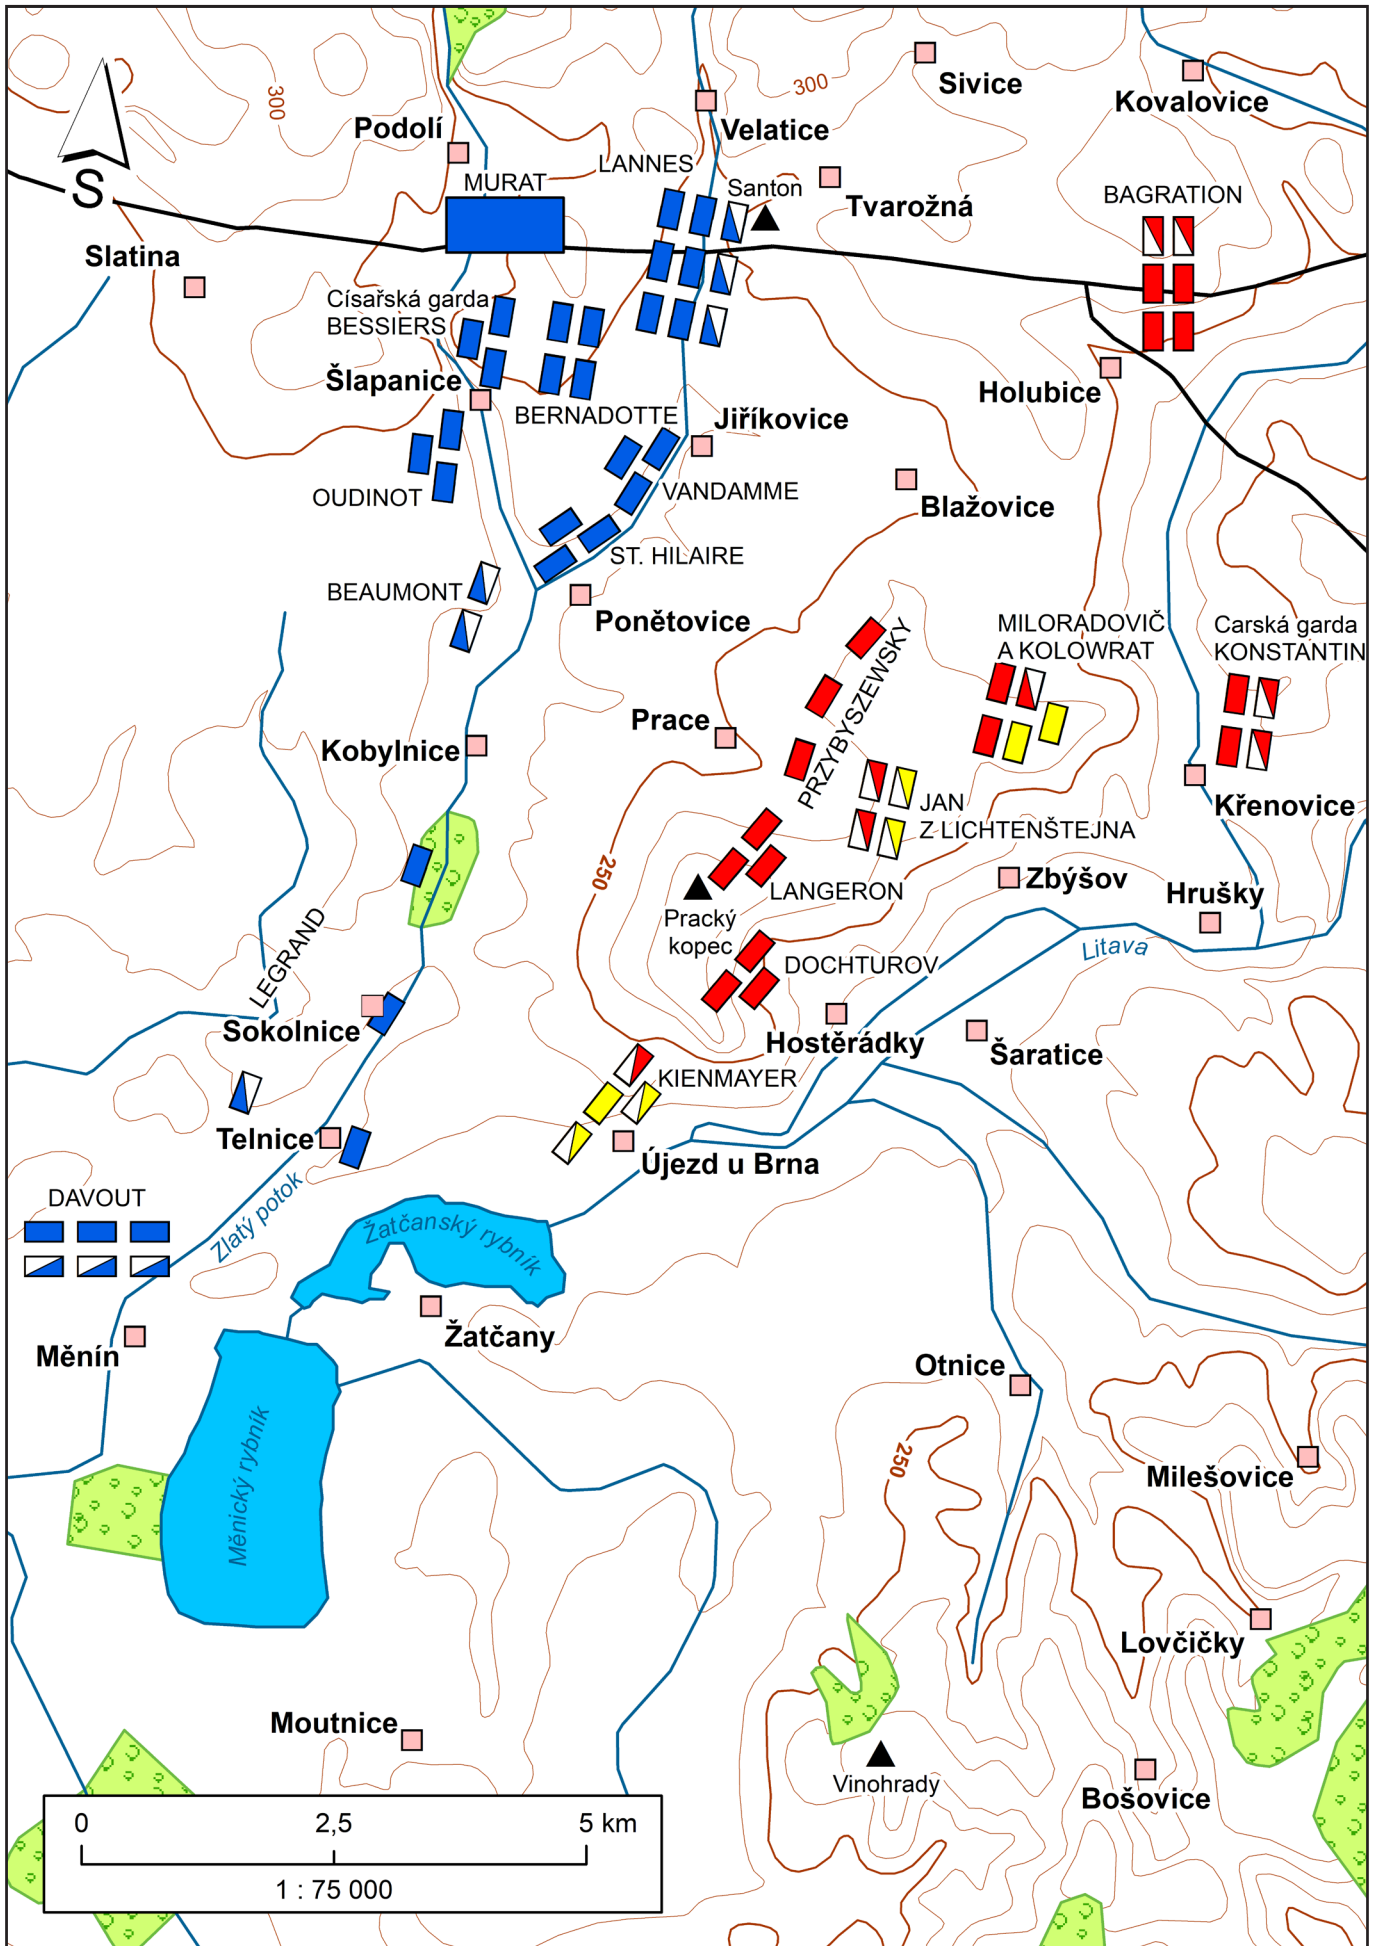 300
300
Sivice
Kovalovice
Podolí
Velatice
S
LANNES
MURAT
Santon
BAGRATION
Tvarožná
Slatina
Císařská garda
BESSIERS
Šlapanice
Holubice
BERNADOTTE
Jiříkovice
OUDINOT
VANDAMME
Blažovice
ST. HILAIRE
BEAUMONT
Ponětovice
PRZYBYSZEWSKY
MILORADOVIČ
A KOLOWRAT
Carská garda
KONSTANTIN
Prace
Kobylnice
JAN
Z LICHTENŠTEJNA
Křenovice
250
LANGERON
Zbýšov
Hrušky
Pracký
kopec
LEGRAND
Litava
DOCHTUROV
Sokolnice
Hostěrádky
Šaratice
KIENMAYER
Telnice
Újezd u Brna
DAVOUT
Zlatý potok
Žatčanský rybník
Žatčany
Měnín
Otnice
Měnický rybník
250
Milešovice
Lovčičky
Moutnice
Vinohrady
Bošovice
0 2,5 5 km
1 : 75 000